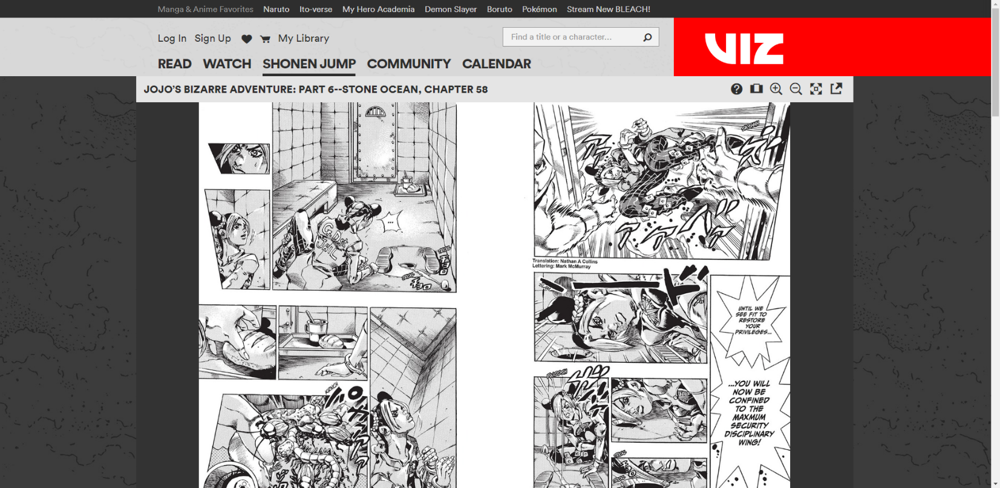 Manga & Anime Favorites Naruto Ito-verse My Hero Academia Demon Slayer Boruto Pokémon Stream New BLEACH!
Log In Sign Up My Library
Find a title or a character...
VIZ
READ WATCH SHONEN JUMP COMMUNITY CALENDAR
JOJO'S BIZARRE ADVENTURE: PART 6--STONE OCEAN, CHAPTER 58
Translation: Nathan A Collins
Lettering: Mark McMurray
...
G.D.st
JAIL
UNTIL WE
SEE FIT TO
RESTORE
YOUR
PRIVILEGES...
FWOOSH
KRNCH
...YOU WILL
NOW BE
CONFINED
TO THE
MAXMUM
SECURITY
DISCIPLINARY
WING!